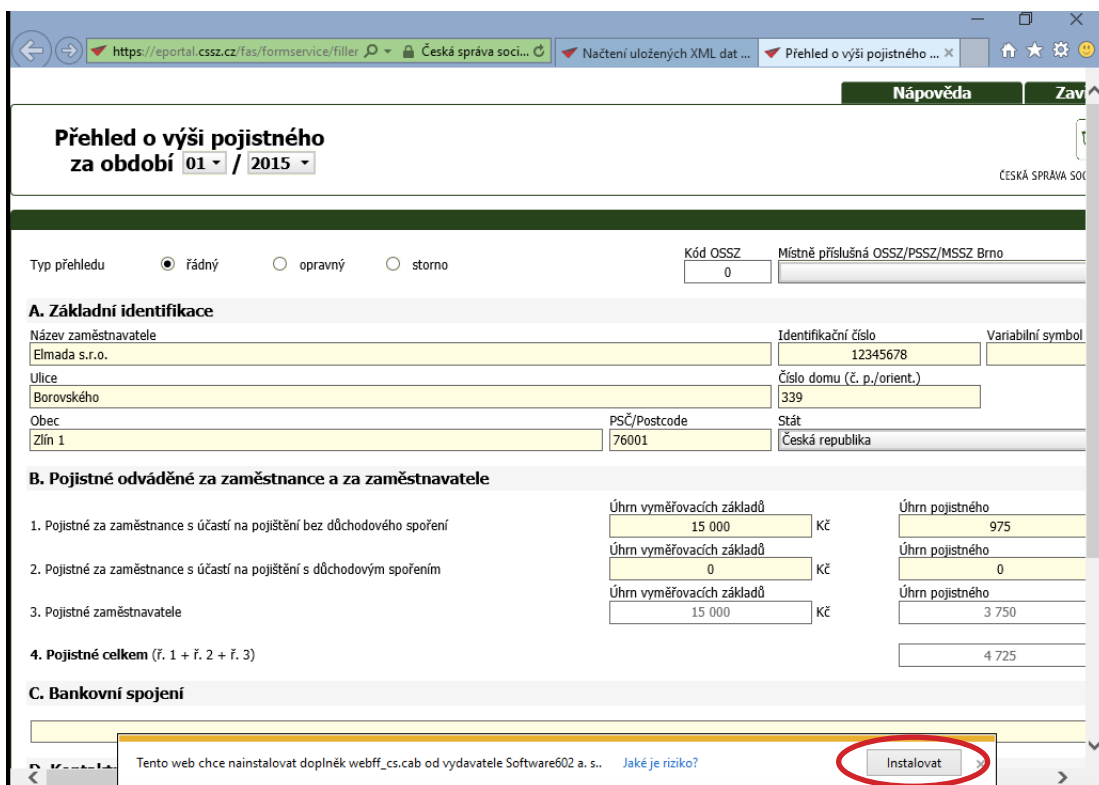 https://eportal.cssz.cz/fas/formservice/filler Česká správa soci... Načtení uložených XML dat ... Přehled o výši pojistného ...
Nápověda
Přehled o výši pojistného
za období 01 / 2015
ČESKÁ SPRÁVA
Typ přehledu řádný opravný storno
Kód OSSZ Místně příslušná OSSZ/PSSZ/MSSZ Brno
0
A. Základní identifikace
Název zaměstnavatele Identifikační číslo Variabilní symbol
Elmada s.r.o. 12345678
Ulice Číslo domu (č. p./orient.)
Borovského 339
Obec PSČ/Postcode Stát
Zlín 1 76001 Česká republika
B. Pojistné odváděné za zaměstnance a za zaměstnavatele
Úhrn vyměřovacích základů Úhrn pojistného
1. Pojistné za zaměstnance s účastí na pojištění bez důchodového spoření 15 000 Kč 975
Úhrn vyměřovacích základů Úhrn pojistného
2. Pojistné za zaměstnance s účastí na pojištění s důchodovým spořením 0 Kč 0
Úhrn vyměřovacích základů Úhrn pojistného
3. Pojistné zaměstnavatele 15 000 Kč 3 750
4. Pojistné celkem (ř. 1 + ř. 2 + ř. 3) 4 725
C. Bankovní spojení
Tento web chce nainstalovat doplněk webff_cs.cab od vydavatele Software602 a. s.. Jaké je riziko? Instalovat